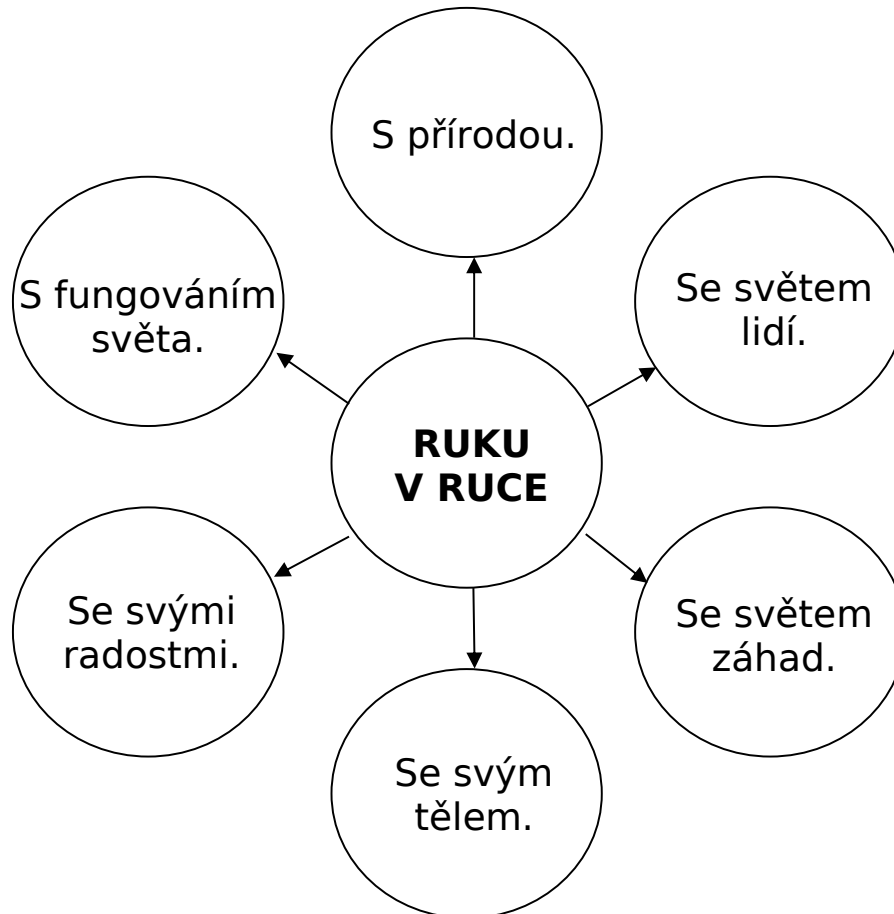 S přírodou.
S fungováním
světa.
Se světem
lidí.
RUKU
V RUCE
Se svými
radostmi.
Se světem
záhad.
Se svým
tělem.